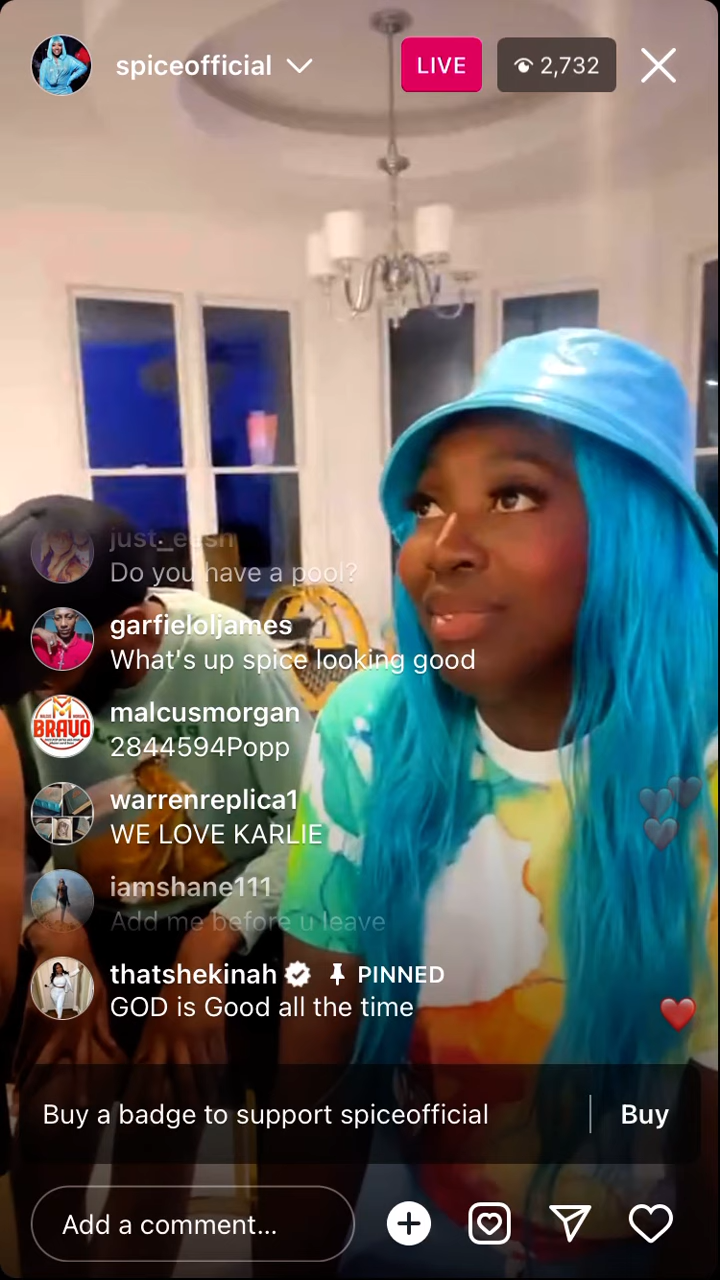 spiceofficial
LIVE
2,732
just_eesh
Do you have a pool?
garfieloljames
What's up spice looking good
malcusmorgan
BRAVO
2844594Popp
warrenreplica1
WE LOVE KARLIE
iamshane111
Add me before u leave
thatshekinah PINNED
GOD is Good all the time
Buy a badge to support spiceofficial
Buy
Add a comment...